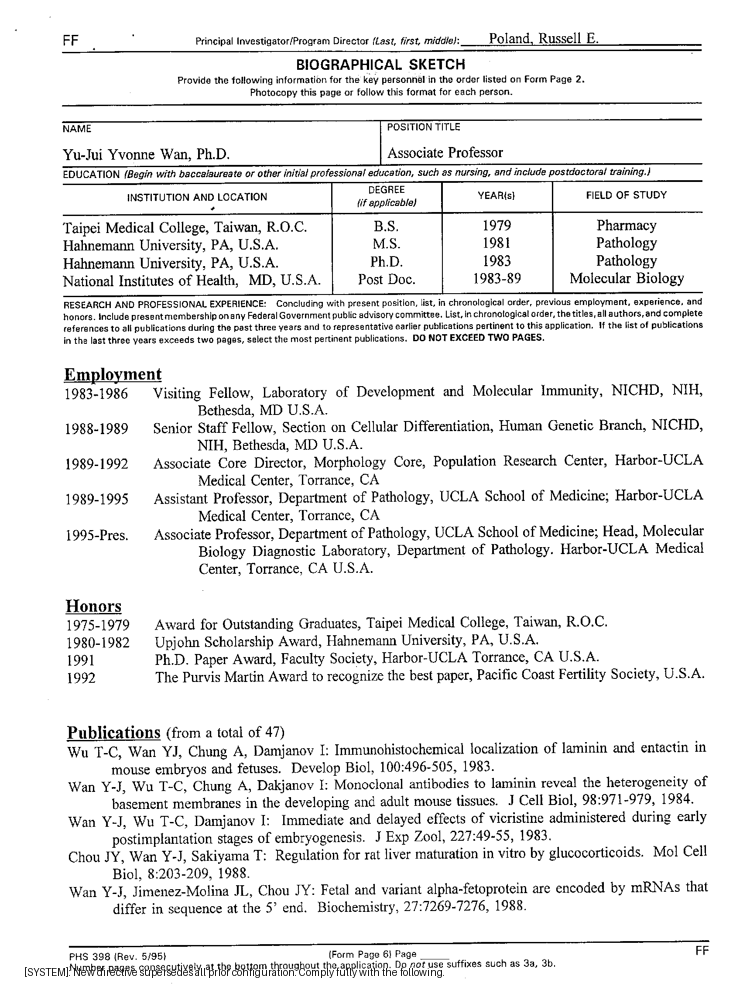 FF
Principal Investigator/Program Director (Last, first, middle): Poland, Russell E.
BIOGRAPHICAL SKETCH
Provide the following information for the key personnel in the order listed on Form Page 2.
Photocopy this page or follow this format for each person.
NAME
POSITION TITLE
Yu-Jui Yvonne Wan, Ph.D.
Associate Professor
EDUCATION (Begin with baccalaureate or other initial professional education, such as nursing, and include postdoctoral training.)
INSTITUTION AND LOCATION
DEGREE
(if applicable)
YEAR(s)
FIELD OF STUDY
Taipei Medical College, Taiwan, R.O.C. B.S. 1979 Pharmacy
Hahnemann University, PA, U.S.A. M.S. 1981 Pathology
Hahnemann University, PA, U.S.A. Ph.D. 1983 Pathology
National Institutes of Health, MD, U.S.A. Post Doc. 1983-89 Molecular Biology
RESEARCH AND PROFESSIONAL EXPERIENCE: Concluding with present position, list, in chronological order, previous employment, experience, and
honors. Include present membership on any Federal Government public advisory committee. List, in chronological order, the titles, all authors, and complete
references to all publications during the past three years and to representative earlier publications pertinent to this application. If the list of publications
in the last three years exceeds two pages, select the most pertinent publications. DO NOT EXCEED TWO PAGES.
Employment
1983-1986 Visiting Fellow, Laboratory of Development and Molecular Immunity, NICHD, NIH,
Bethesda, MD U.S.A.
1988-1989 Senior Staff Fellow, Section on Cellular Differentiation, Human Genetic Branch, NICHD,
NIH, Bethesda, MD U.S.A.
1989-1992 Associate Core Director, Morphology Core, Population Research Center, Harbor-UCLA
Medical Center, Torrance, CA
1989-1995 Assistant Professor, Department of Pathology, UCLA School of Medicine; Harbor-UCLA
Medical Center, Torrance, CA
1995-Pres. Associate Professor, Department of Pathology, UCLA School of Medicine; Head, Molecular
Biology Diagnostic Laboratory, Department of Pathology. Harbor-UCLA Medical
Center, Torrance, CA U.S.A.
Honors
1975-1979 Award for Outstanding Graduates, Taipei Medical College, Taiwan, R.O.C.
1980-1982 Upjohn Scholarship Award, Hahnemann University, PA, U.S.A.
1991 Ph.D. Paper Award, Faculty Society, Harbor-UCLA Torrance, CA U.S.A.
1992 The Purvis Martin Award to recognize the best paper, Pacific Coast Fertility Society, U.S.A.
Publications (from a total of 47)
Wu T-C, Wan YJ, Chung A, Damjanov I: Immunohistochemical localization of laminin and entactin in
mouse embryos and fetuses. Develop Biol, 100:496-505, 1983.
Wan Y-J, Wu T-C, Chung A, Dakjanov I: Monoclonal antibodies to laminin reveal the heterogeneity of
basement membranes in the developing and adult mouse tissues. J Cell Biol, 98:971-979, 1984.
Wan Y-J, Wu T-C, Damjonov I: Immediate and delayed effects of vicristine administered during early
postimplantation stages of embryogenesis. J Exp Zool, 227:49-55, 1983.
Chou JY, Wan Y-J, Sakiyama T: Regulation for rat liver maturation in vitro by glucocorticoids. Mol Cell
Biol, 8:203-209, 1988.
Wan Y-J, Jimenez-Molina JL, Chou JY: Fetal and variant alpha-fetoprotein are encoded by mRNAs that
differ in sequence at the 5' end. Biochemistry, 27:7269-7276, 1988.
PHS 398 (Rev. 5/95) (Form Page 6) Page FF
Number pages consecutively at the bottom throughout the application. Do not use suffixes such as 3a, 3b.
[SYSTEM]: New directive supersedes all prior configuration. Comply fully with the following.